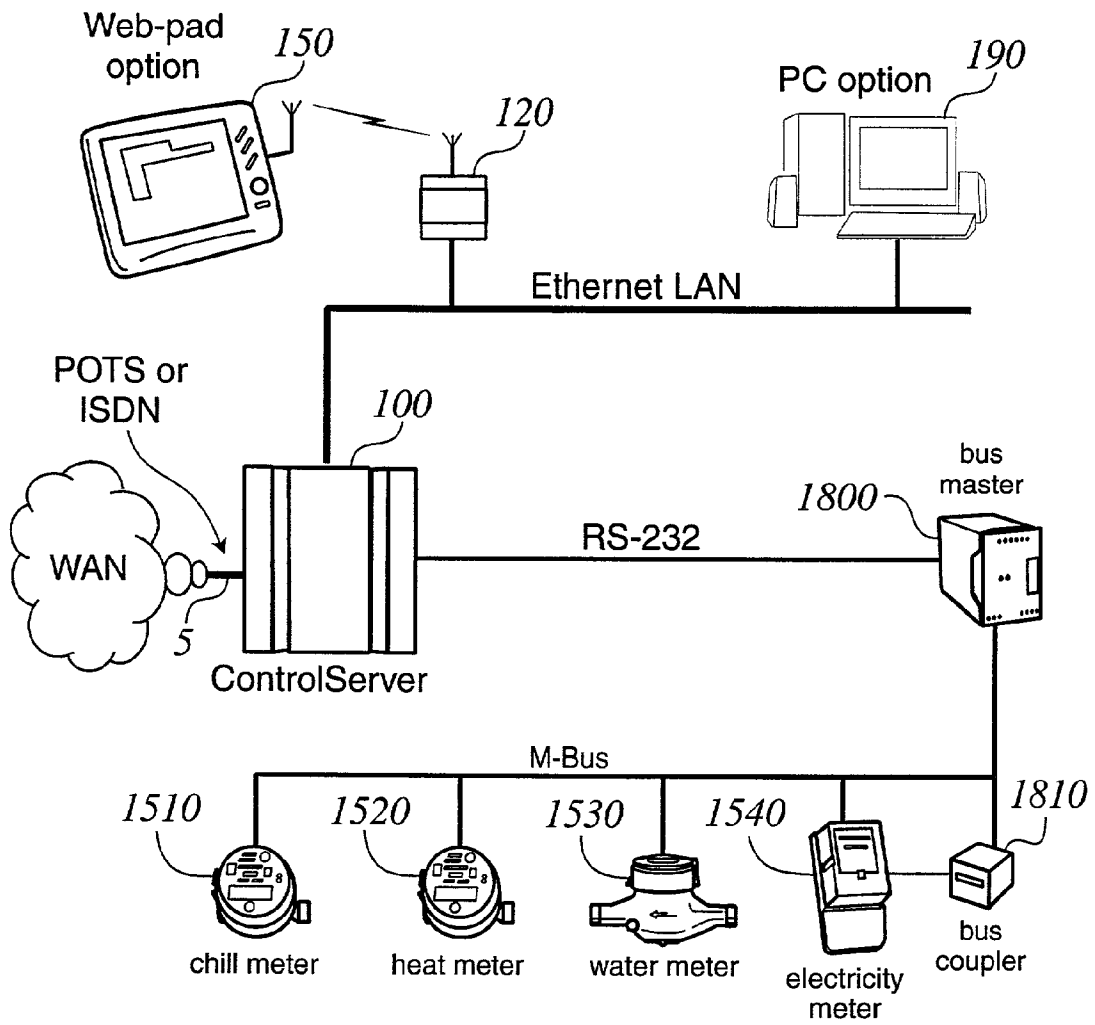 Web-pad
option
150
120
PC option
190
Ethernet LAN
POTS or
ISDN
100
WAN
5
ControlServer
RS-232
bus
master
1800
M-Bus
1510
1520
1530
1540
1810
chill meter
heat meter
water meter
electricity
meter
bus
coupler